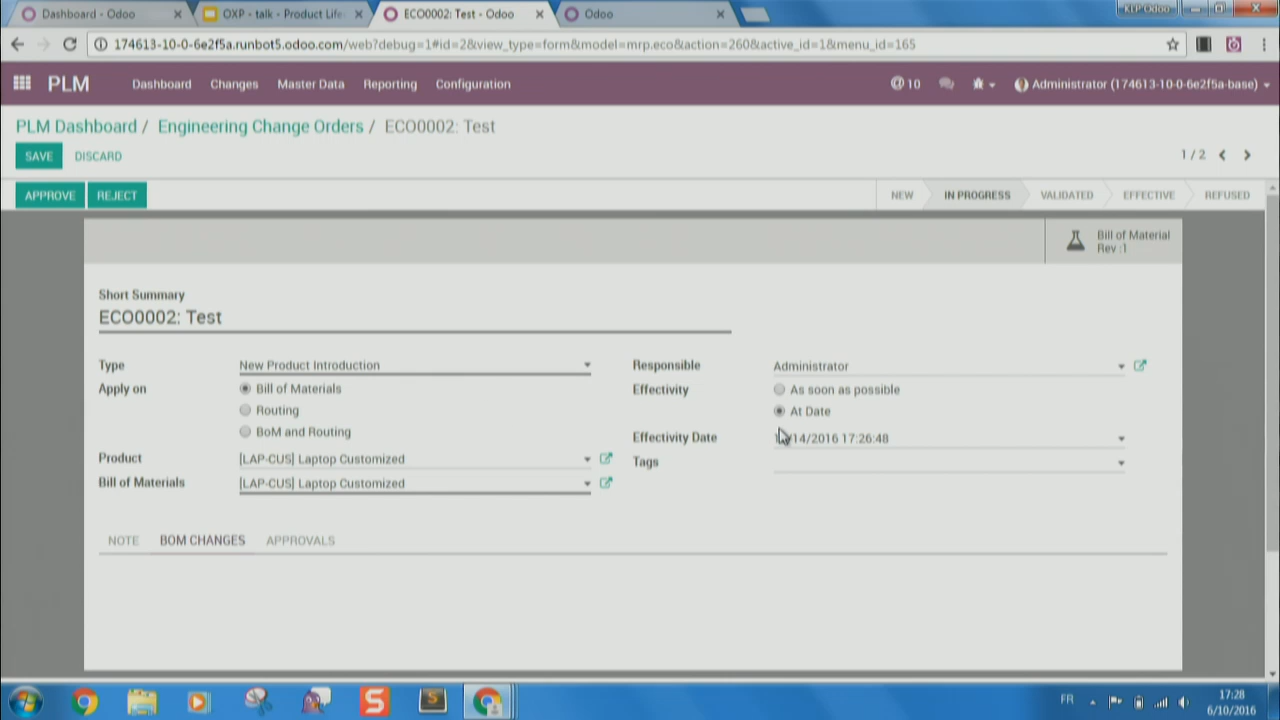 Dashboard - Odoo
OXP - talk - Product Life
ECO0002: Test - Odoo
Odoo
KLP Odoo
174613-10-0-6e2f5a.runbot5.odoo.com/web?debug=1#id=2&view_type=form&model=mrp.eco&action=260&active_id=1&menu_id=165
PLM Dashboard Changes Master Data Reporting Configuration
@ 10 Administrator (174613-10-0-6e2f5a-base)
PLM Dashboard / Engineering Change Orders / ECO0002: Test
SAVE DISCARD
1 / 2
APPROVE REJECT
NEW IN PROGRESS VALIDATED EFFECTIVE REFUSED
Bill of Material
Rev :1
Short Summary
ECO0002: Test
Type New Product Introduction
Apply on Bill of Materials
Routing
BoM and Routing
Product [LAP-CUS] Laptop Customized
Bill of Materials [LAP-CUS] Laptop Customized
Responsible Administrator
Effectivity As soon as possible
At Date
Effectivity Date /14/2016 17:26:48
Tags
NOTE BOM CHANGES APPROVALS
FR
17:28
6/10/2016